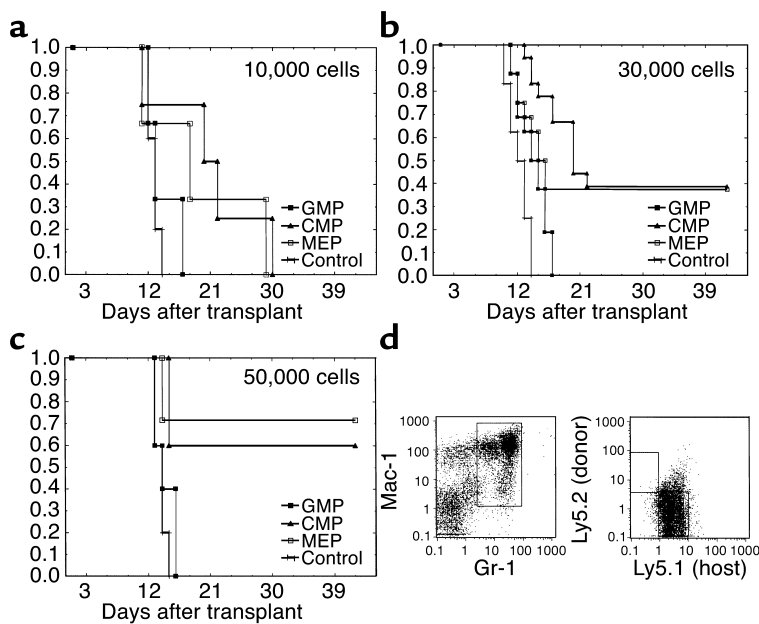 a
10,000 cells
1.0
0.9
0.8
0.7
0.6
0.5
0.4
0.3
0.2
0.1
0.0
GMP
CMP
MEP
Control
3 12 21 30 39
Days after transplant
b
30,000 cells
1.0
0.9
0.8
0.7
0.6
0.5
0.4
0.3
0.2
0.1
0.0
GMP
CMP
MEP
Control
3 12 21 30 39
Days after transplant
c
50,000 cells
1.0
0.9
0.8
0.7
0.6
0.5
0.4
0.3
0.2
0.1
0.0
GMP
CMP
MEP
Control
3 12 21 30 39
Days after transplant
d
Mac-1
1000
100
10
1
0.1
0.1 1 10 100 1000
Gr-1
Ly5.2 (donor)
1000
100
10
1
0.1
0.1 1 10 100 1000
Ly5.1 (host)